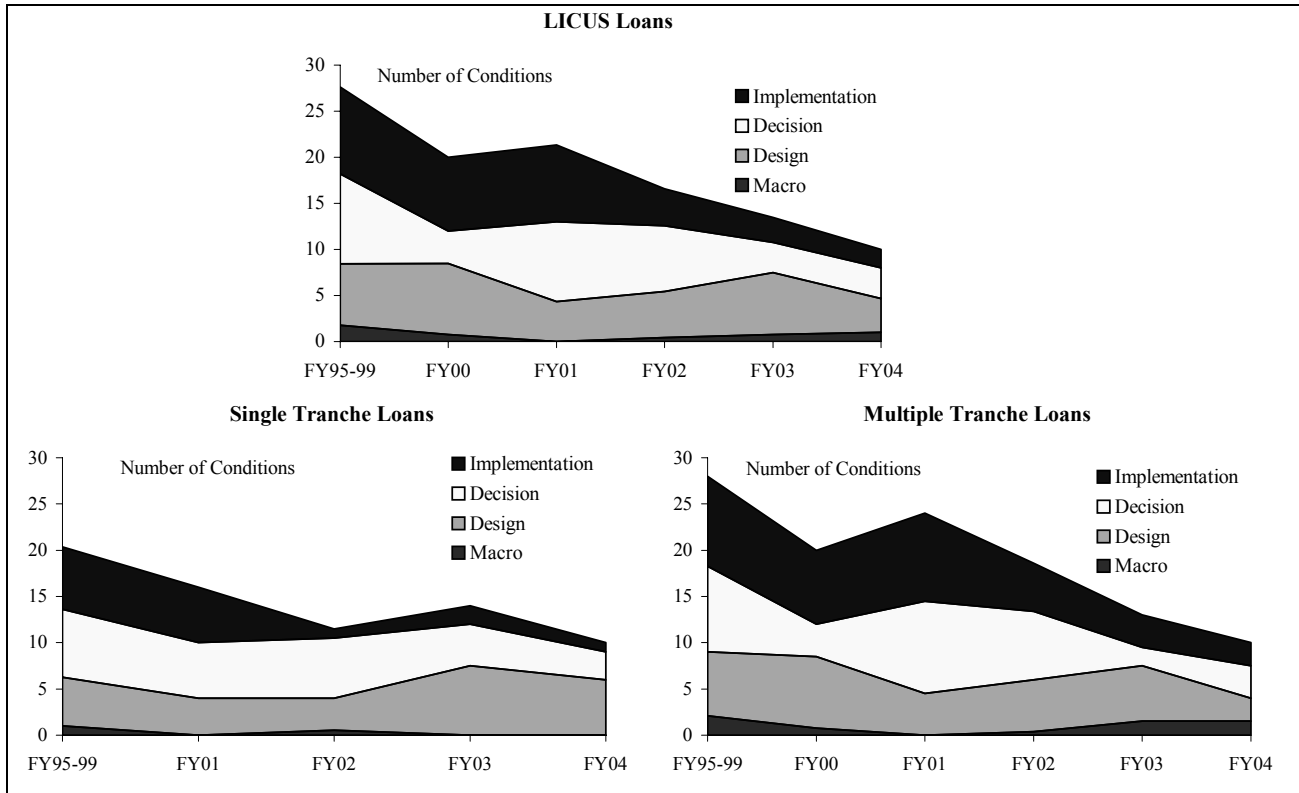 LICUS Loans
Number of Conditions
30
25
20
15
10
5
0
Implementation
Decision
Design
Macro
FY95-99 FY00 FY01 FY02 FY03 FY04
Single Tranche Loans
Number of Conditions
30
25
20
15
10
5
0
Implementation
Decision
Design
Macro
FY95-99 FY01 FY02 FY03 FY04
Multiple Tranche Loans
Number of Conditions
30
25
20
15
10
5
0
Implementation
Decision
Design
Macro
FY95-99 FY00 FY01 FY02 FY03 FY04